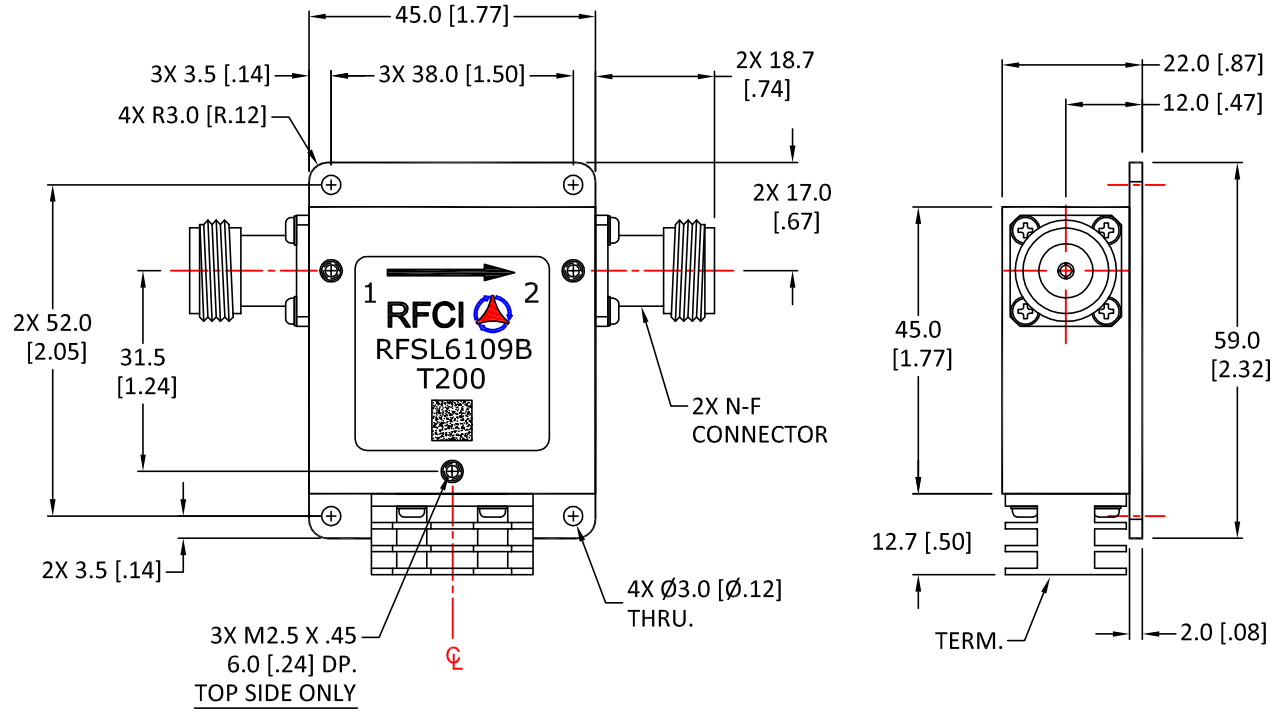 45.0 [1.77]
3X 3.5 [.14]
3X 38.0 [1.50]
2X 18.7
[.74]
22.0 [.87]
12.0 [.47]
4X R3.0 [R.12]
2X 17.0
[.67]
1
2
RFCI
RFSL6109B
T200
2X 52.0
[2.05]
31.5
[1.24]
45.0
[1.77]
59.0
[2.32]
2X N-F
CONNECTOR
2X 3.5 [.14]
12.7 [.50]
4X Ø3.0 [Ø.12]
THRU.
3X M2.5 X .45
6.0 [.24] DP.
TOP SIDE ONLY
℄
TERM.
2.0 [.08]